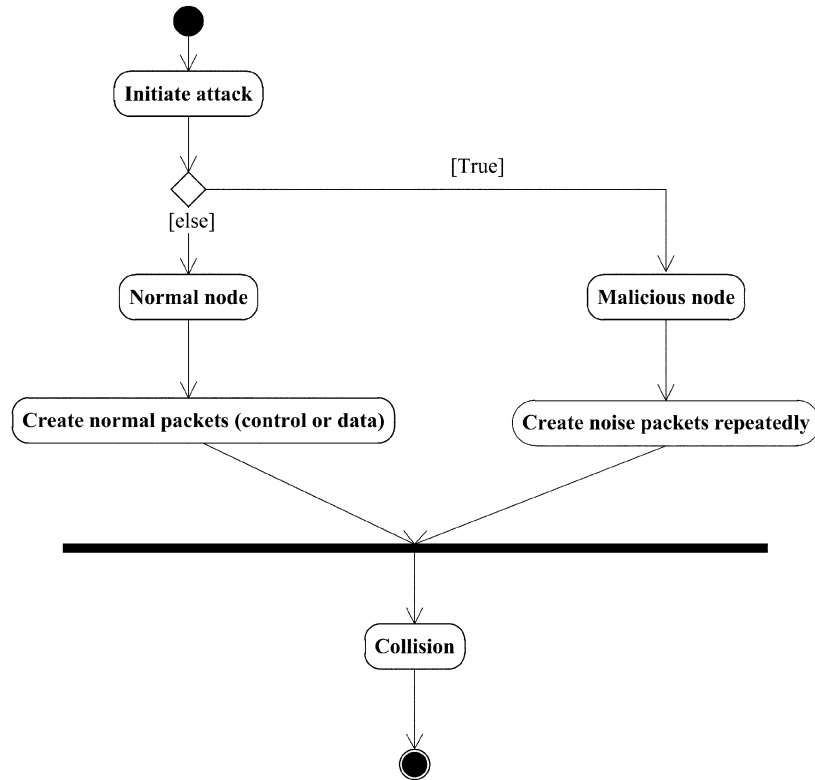 Initiate attack
[True]
[else]
Normal node
Malicious node
Create normal packets (control or data)
Create noise packets repeatedly
Collision